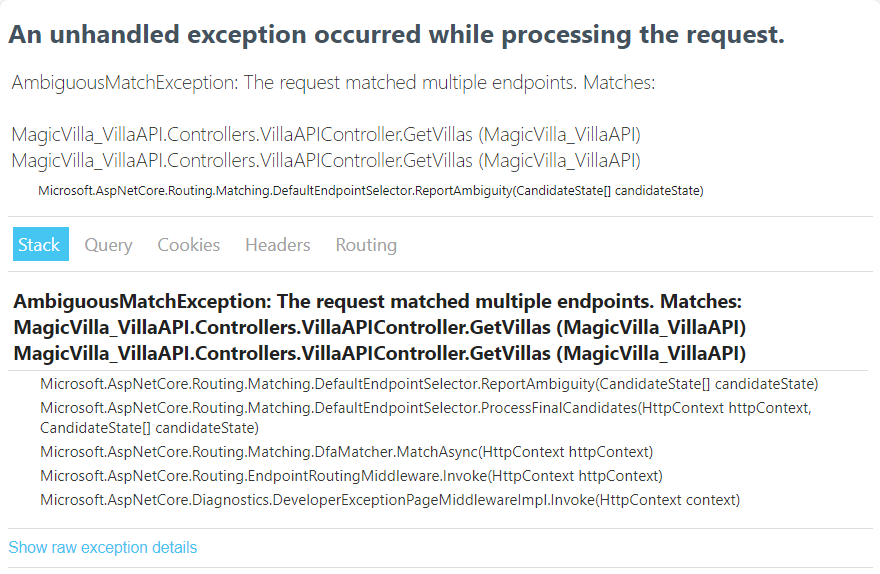 An unhandled exception occurred while processing the request.
AmbiguousMatchException: The request matched multiple endpoints. Matches:
MagicVilla_VillaAPI.Controllers.VillaAPIController.GetVillas (MagicVilla_VillaAPI)
MagicVilla_VillaAPI.Controllers.VillaAPIController.GetVillas (MagicVilla_VillaAPI)
Microsoft.AspNetCore.Routing.Matching.DefaultEndpointSelector.ReportAmbiguity(CandidateState[] candidateState)
Stack Query Cookies Headers Routing
AmbiguousMatchException: The request matched multiple endpoints. Matches:
MagicVilla_VillaAPI.Controllers.VillaAPIController.GetVillas (MagicVilla_VillaAPI)
MagicVilla_VillaAPI.Controllers.VillaAPIController.GetVillas (MagicVilla_VillaAPI)
Microsoft.AspNetCore.Routing.Matching.DefaultEndpointSelector.ReportAmbiguity(CandidateState[] candidateState)
Microsoft.AspNetCore.Routing.Matching.DefaultEndpointSelector.ProcessFinalCandidates(HttpContext httpContext,
CandidateState[] candidateState)
Microsoft.AspNetCore.Routing.Matching.DfaMatcher.MatchAsync(HttpContext httpContext)
Microsoft.AspNetCore.Routing.EndpointRoutingMiddleware.Invoke(HttpContext httpContext)
Microsoft.AspNetCore.Diagnostics.DeveloperExceptionPageMiddlewareImpl.Invoke(HttpContext context)
Show raw exception details